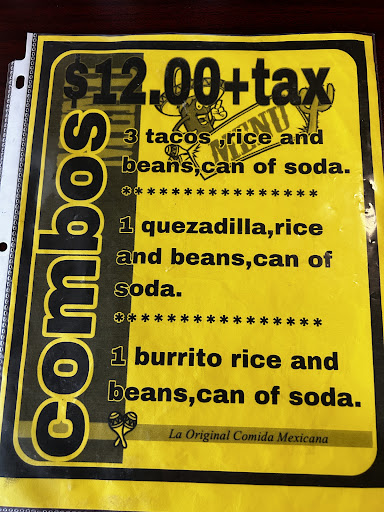 $12.00+tax
MENU
combos
3 tacos ,rice and
beans,can of soda.
*****************
1 quezadilla,rice
and beans,can of
soda.
*****************
1 burrito rice and
beans,can of soda.
La Original Comida Mexicana